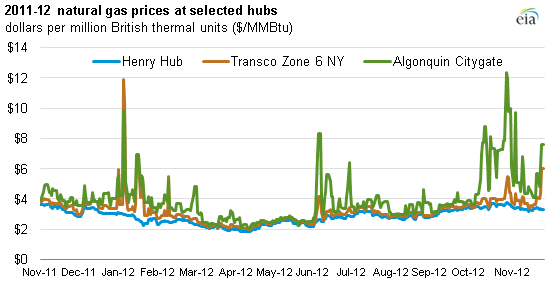 2011-12 natural gas prices at selected hubs
dollars per million British thermal units ($/MMBtu)
eia
$14
Henry Hub Transco Zone 6 NY Algonquin Citygate
$12
$10
$8
$6
$4
$2
$0
Nov-11 Dec-11 Jan-12 Feb-12 Mar-12 Apr-12 May-12 Jun-12 Jul-12 Aug-12 Sep-12 Oct-12 Nov-12